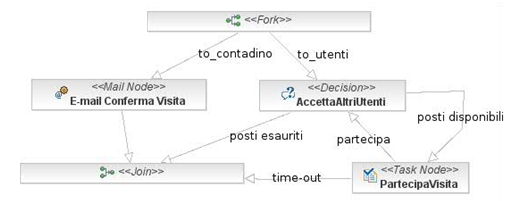 <<Fork>>
to_contadino
to_utenti
<<Mail Node>>
E-mail Conferma Visita
<<Decision>>
AccettaAltriUtenti
posti disponibili
posti esauriti
partecipa
<<Join>>
time-out
<<Task Node>>
PartecipaVisita